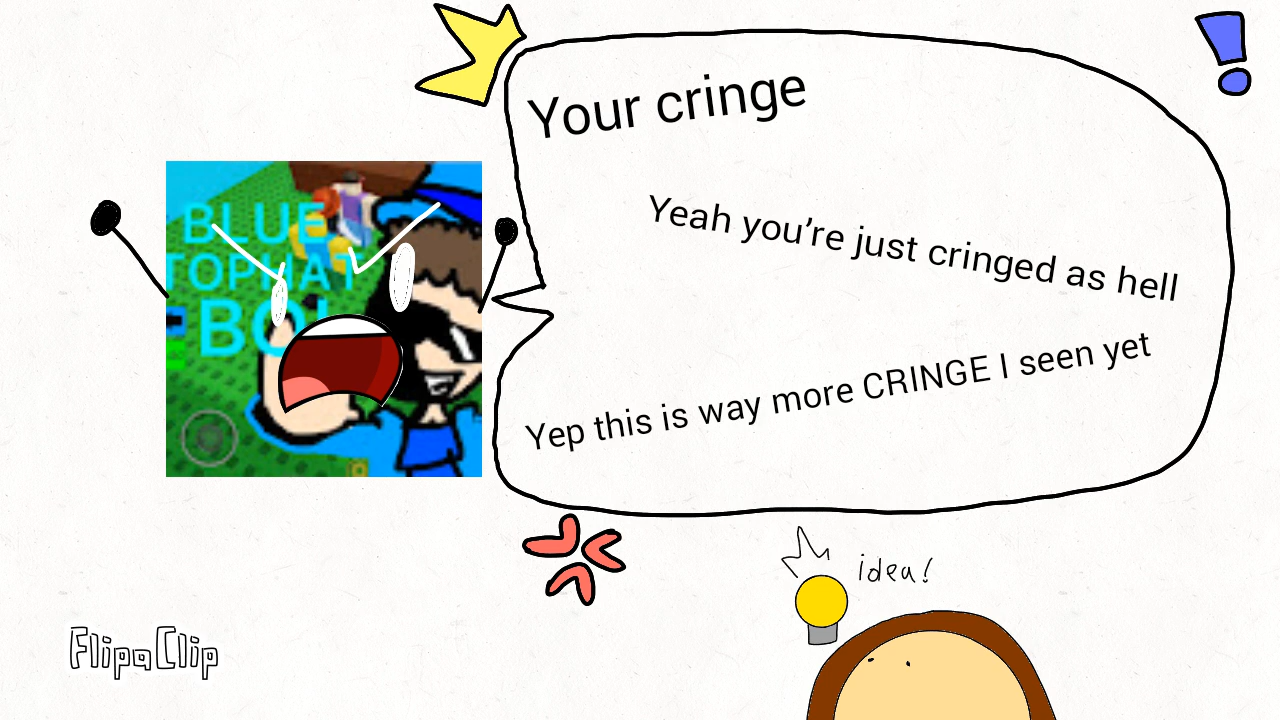 Your cringe
Yeah you're just cringed as hell
BLUE
TOPHAT
BOI
Yep this is way more CRINGE I seen yet
idea!
FlipaClip